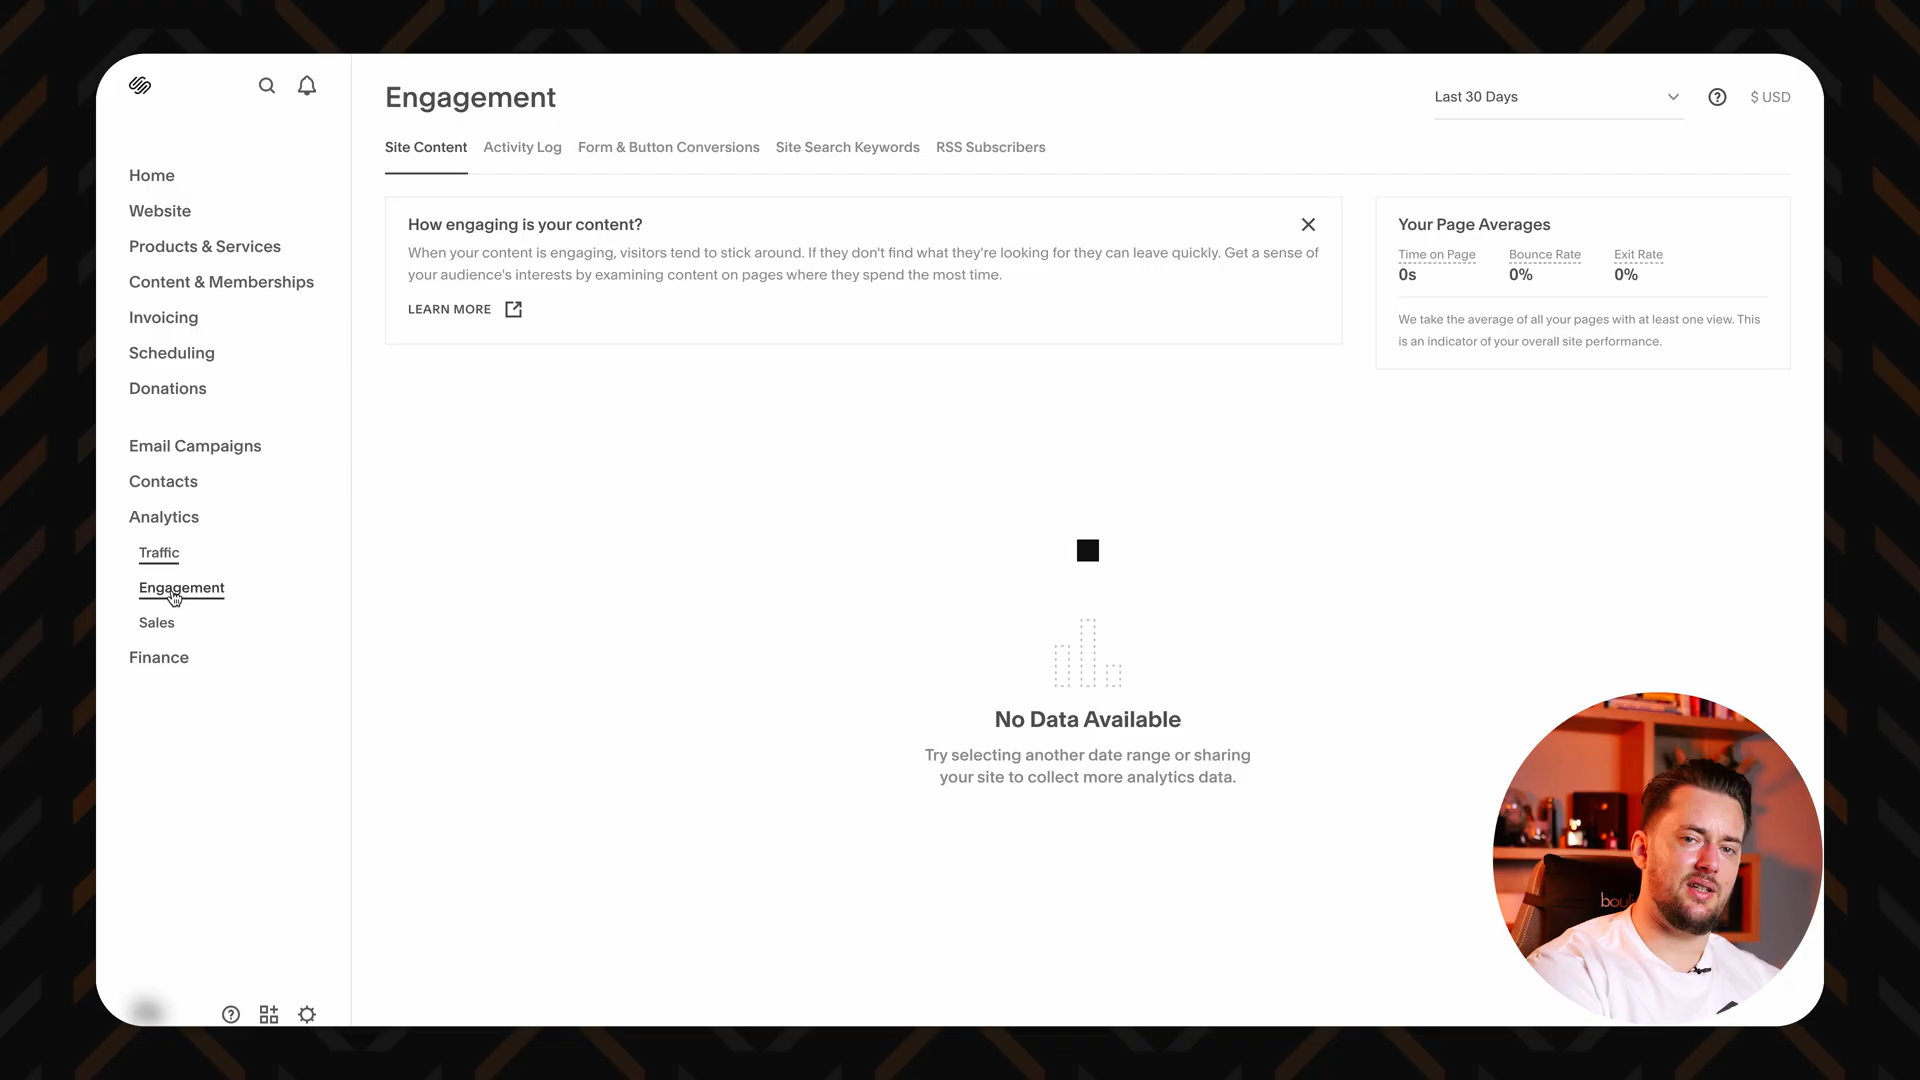 Home
Website
Products & Services
Content & Memberships
Invoicing
Scheduling
Donations
Email Campaigns
Contacts
Analytics
Traffic
Engagement
Sales
Finance
Engagement
Last 30 Days
$ USD
Site Content
Activity Log
Form & Button Conversions
Site Search Keywords
RSS Subscribers
How engaging is your content?
When your content is engaging, visitors tend to stick around. If they don't find what they're looking for they can leave quickly. Get a sense of
your audience's interests by examining content on pages where they spend the most time.
LEARN MORE
Your Page Averages
Time on Page
Bounce Rate
Exit Rate
0s
0%
0%
We take the average of all your pages with at least one view. This
is an indicator of your overall site performance.
No Data Available
Try selecting another date range or sharing
your site to collect more analytics data.